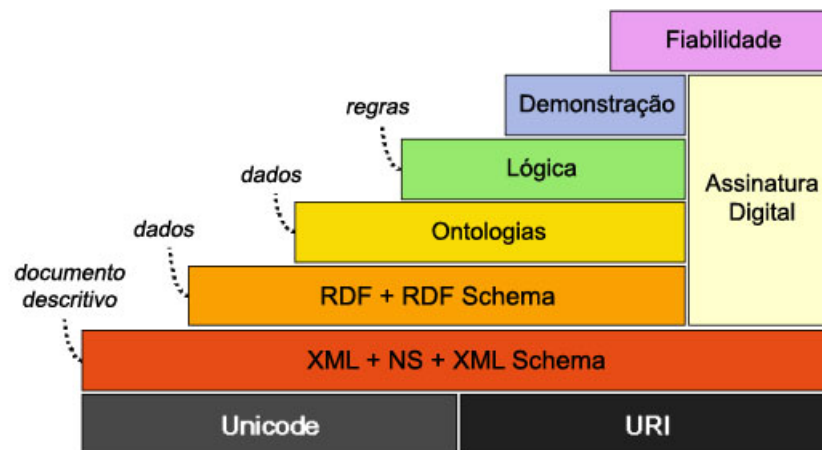 Fiabilidade
Demonstração
regras
Lógica
Assinatura
Digital
dados
Ontologias
dados
RDF + RDF Schema
documento
descritivo
XML + NS + XML Schema
Unicode
URI